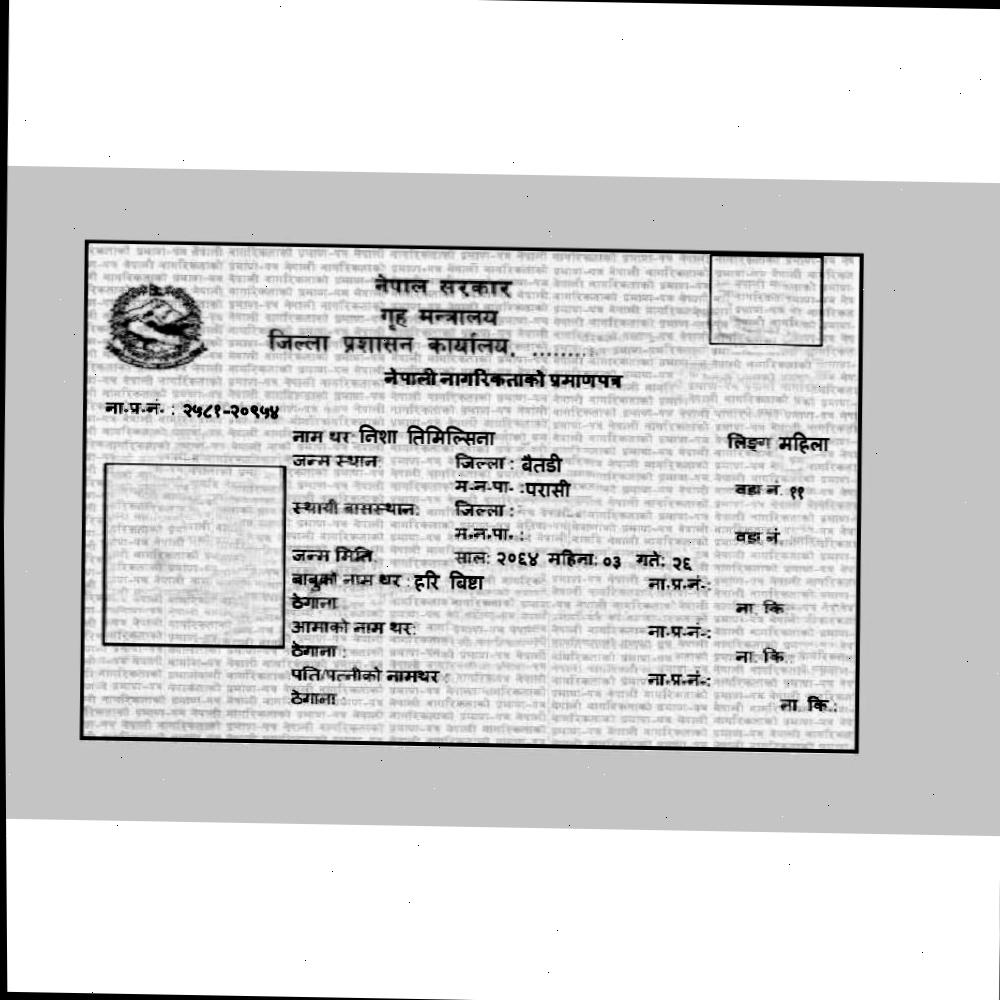 नेपाल सरकार
गृह मन्त्रालय
जिल्ला प्रशासन कार्यालय, .........
नेपाली नागरिकताको प्रमाणपत्र
ना.प्र.नं. : २५८१-२०९५४
नाम थर: निशा तिमिल्सिना लिङ्ग महिला
जन्म स्थान: जिल्ला : बैतडी
म.न.पा. :परासी वडा नं. ११
स्थायी बासस्थान: जिल्ला :
म.न.पा. : वडा नं.
जन्म मिति: साल: २०६४ महिना: ०३ गते: २६
बाबुको नाम थर : हरि बिष्टा ना.प्र.नं.:
ठेगाना: ना. कि.:
आमाको नाम थर: ना.प्र.नं.:
ठेगाना : ना. कि.:
पति/पत्नीको नामथर : ना.प्र.नं.:
ठेगाना : ना. कि.: